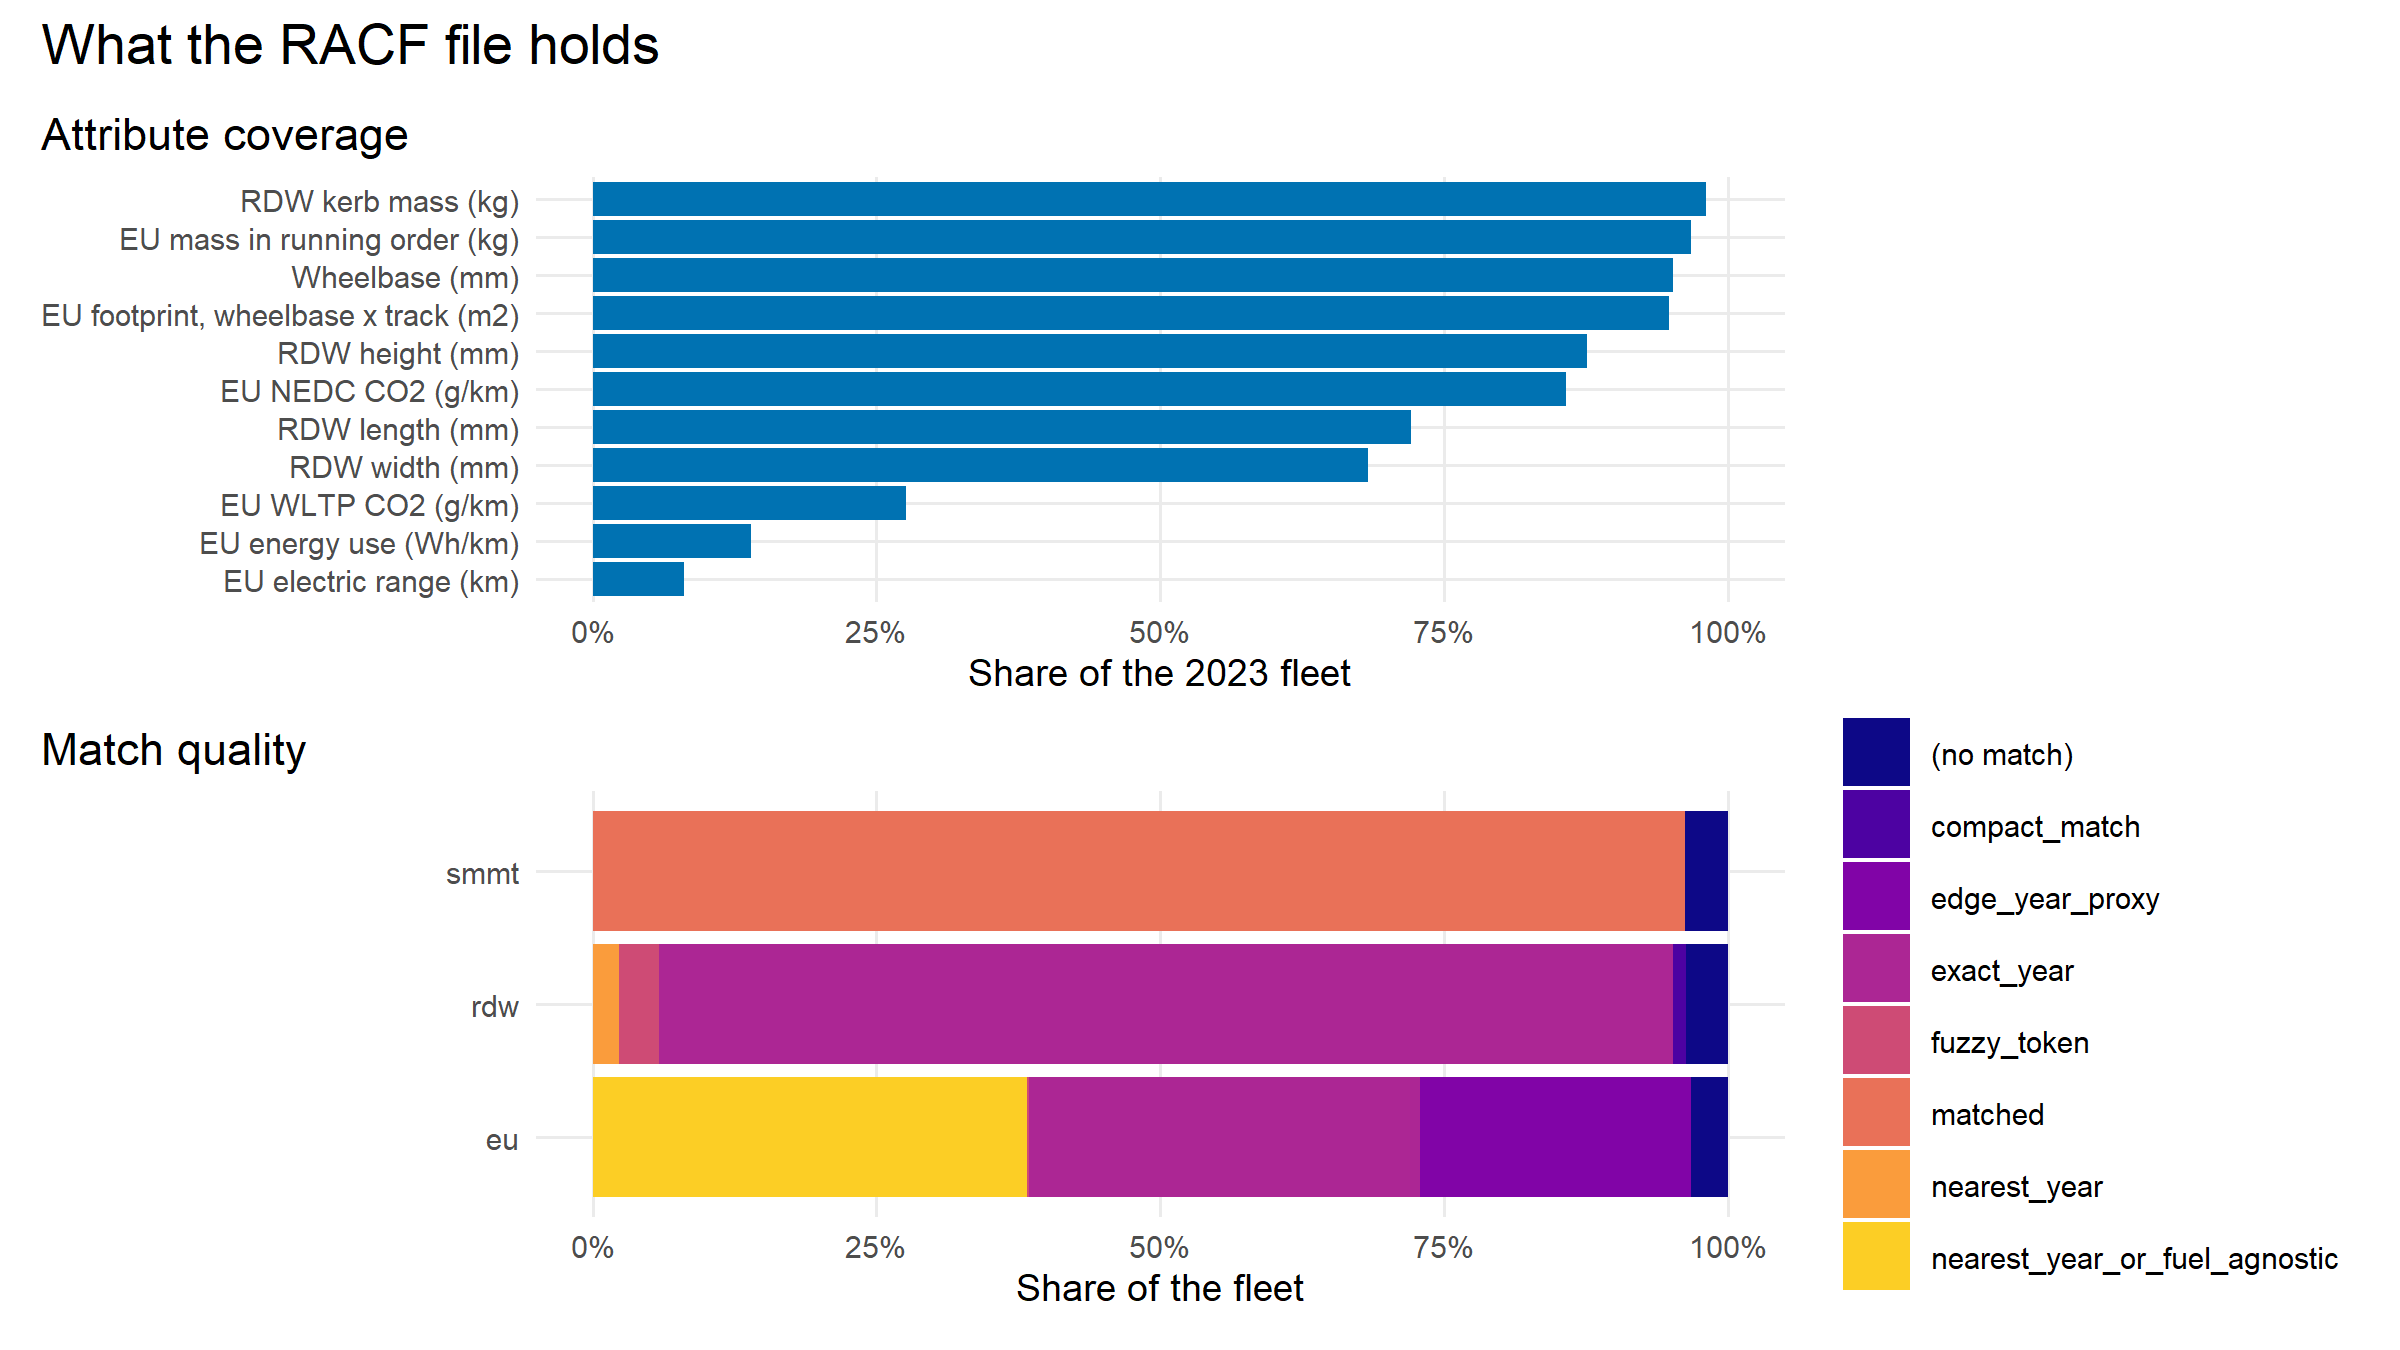 What the RACF file holds
Attribute coverage
RDW kerb mass (kg)
EU mass in running order (kg)
Wheelbase (mm)
EU footprint, wheelbase x track (m2)
RDW height (mm)
EU NEDC CO2 (g/km)
RDW length (mm)
RDW width (mm)
EU WLTP CO2 (g/km)
EU energy use (Wh/km)
EU electric range (km)
0% 25% 50% 75% 100%
Share of the 2023 fleet
Match quality
smmt
rdw
eu
0% 25% 50% 75% 100%
Share of the fleet
(no match)
compact_match
edge_year_proxy
exact_year
fuzzy_token
matched
nearest_year
nearest_year_or_fuel_agnostic